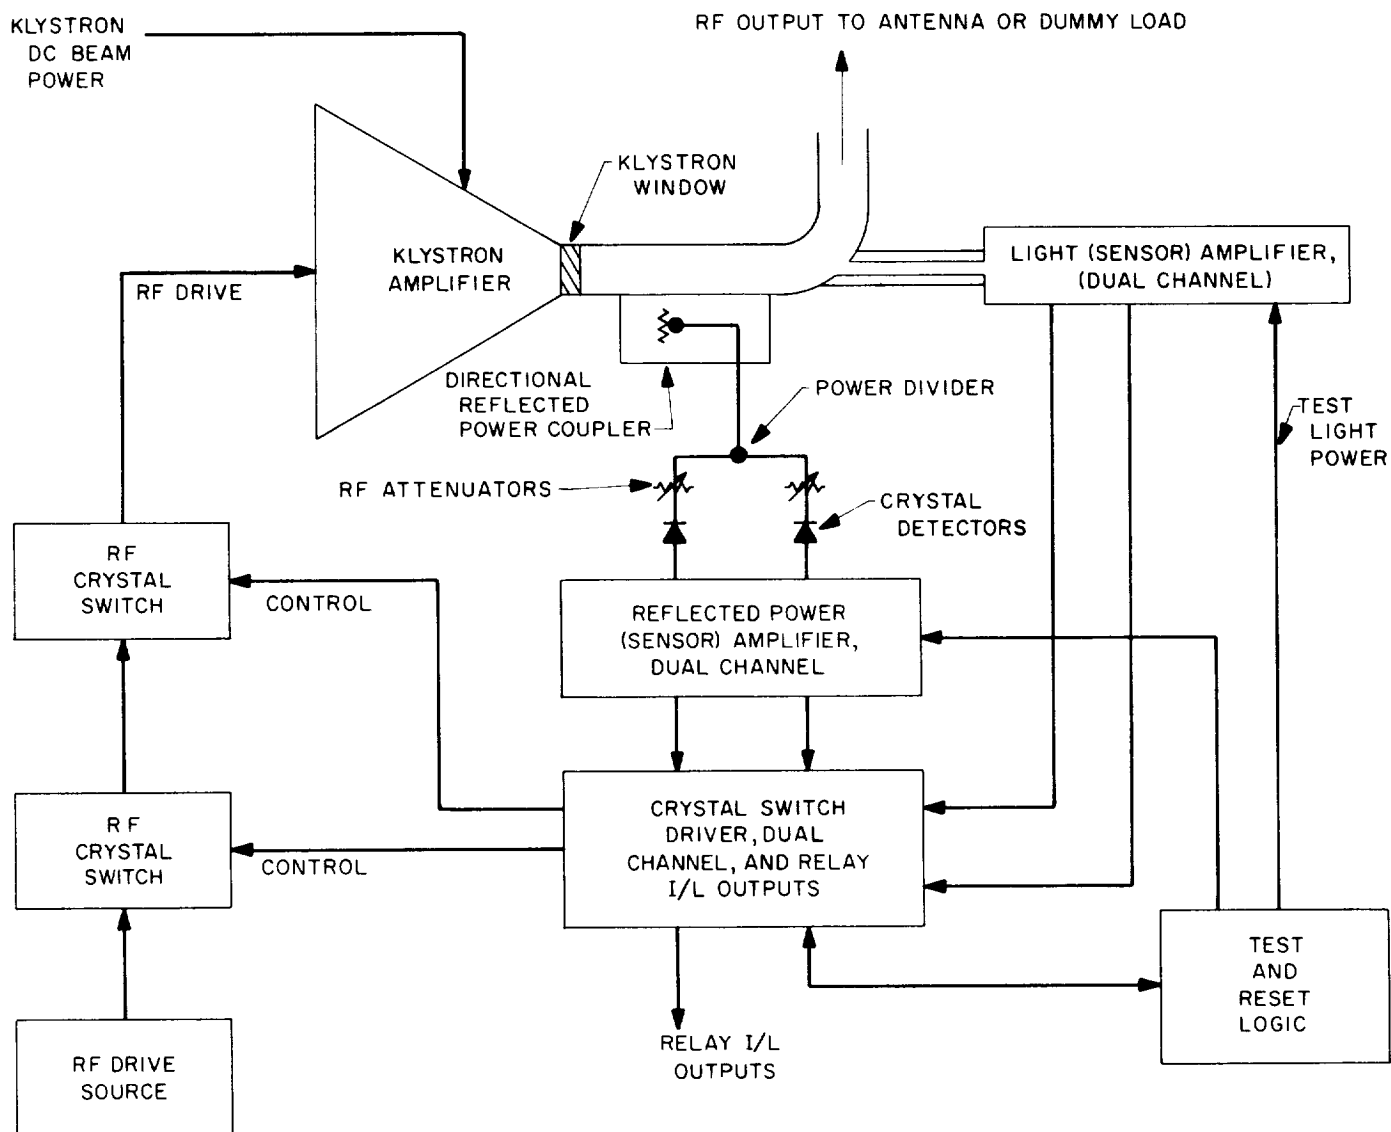 KLYSTRON
DC BEAM
POWER
RF OUTPUT TO ANTENNA OR DUMMY LOAD
KLYSTRON
WINDOW
KLYSTRON
AMPLIFIER
RF DRIVE
LIGHT (SENSOR) AMPLIFIER,
(DUAL CHANNEL)
DIRECTIONAL
REFLECTED
POWER COUPLER
POWER DIVIDER
TEST
LIGHT
POWER
RF ATTENUATORS
CRYSTAL
DETECTORS
RF
CRYSTAL
SWITCH
CONTROL
REFLECTED POWER
(SENSOR) AMPLIFIER,
DUAL CHANNEL
RF
CRYSTAL
SWITCH
CONTROL
CRYSTAL SWITCH
DRIVER, DUAL
CHANNEL, AND RELAY
I/L OUTPUTS
TEST
AND
RESET
LOGIC
RELAY I/L
OUTPUTS
RF DRIVE
SOURCE